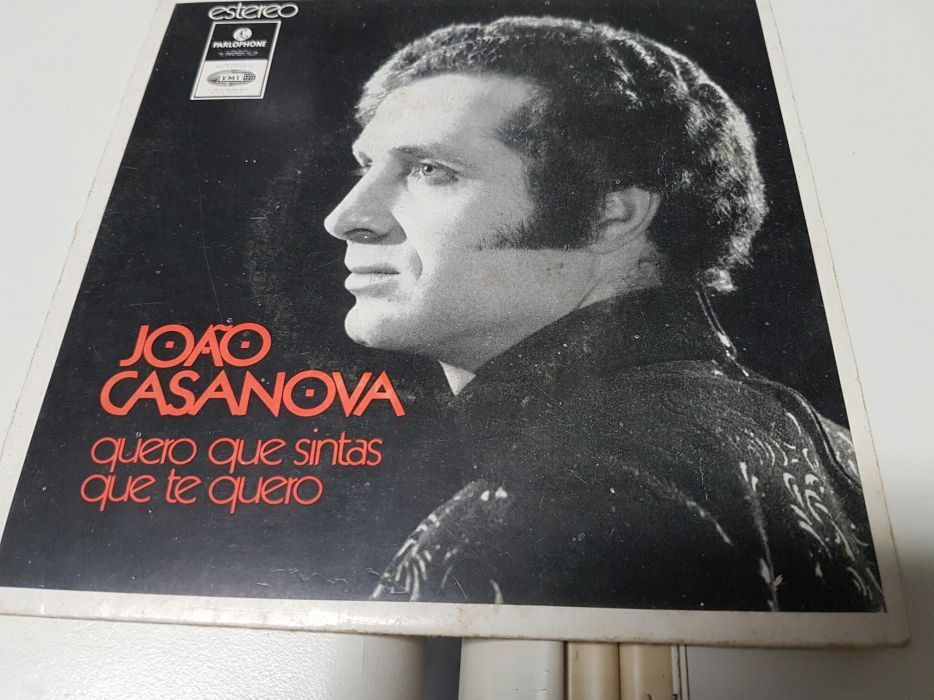 estereo
PARLOPHONE
EMI
JOÃO
CASANOVA
quero que sintas
que te quero